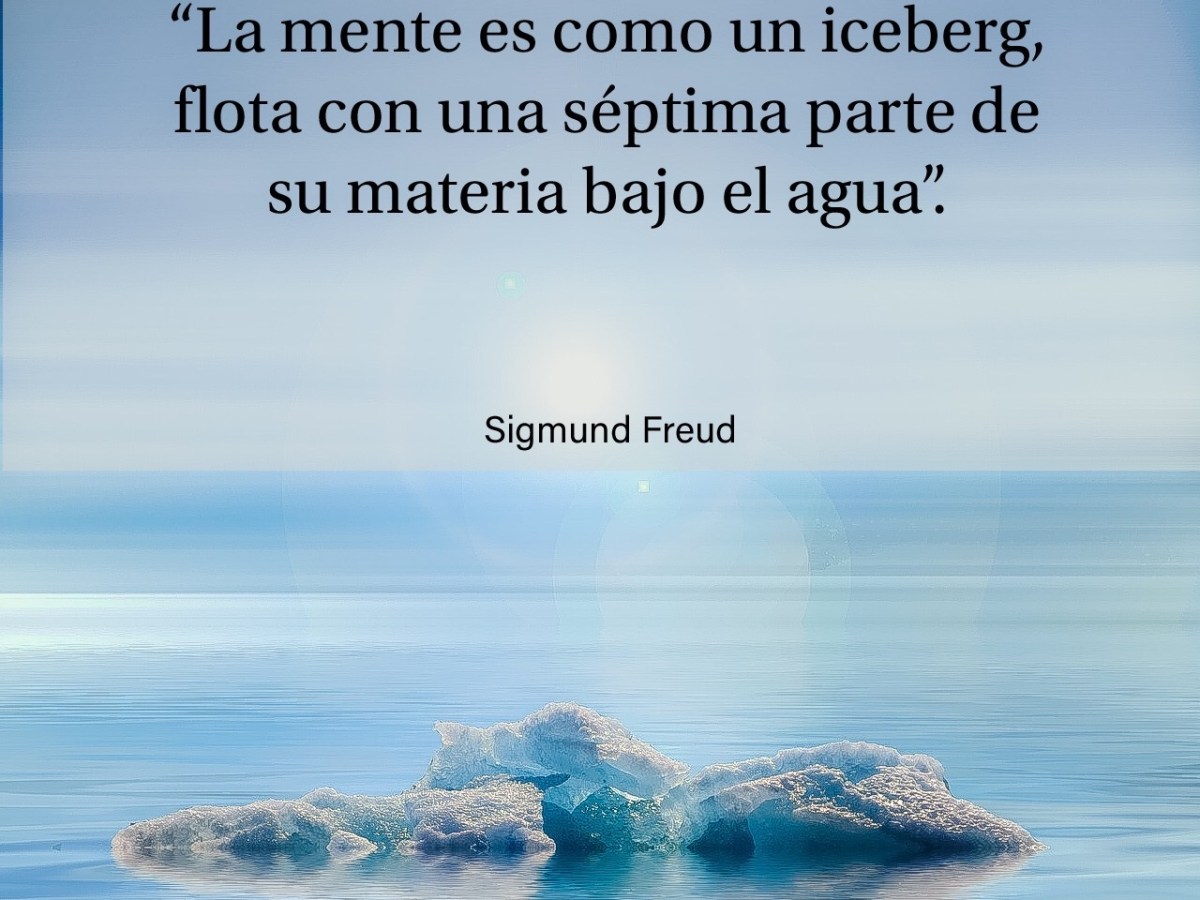 “La mente es como un iceberg,
flota con una séptima parte de
su materia bajo el agua”.
Sigmund Freud